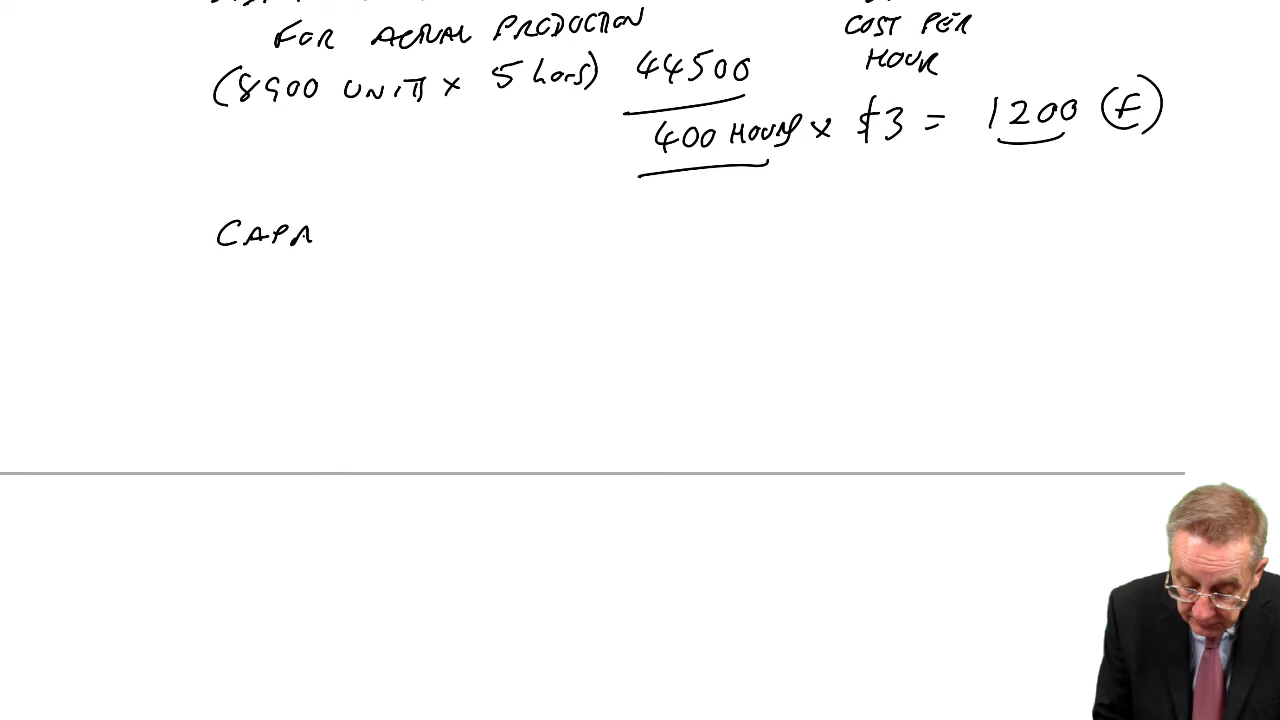 FOR ACTUAL PRODUCTION
COST PER
HOUR
(8900 UNITS × 5 hours) 44500
400 HOURS × $3 = 1200 (F)
CAPA